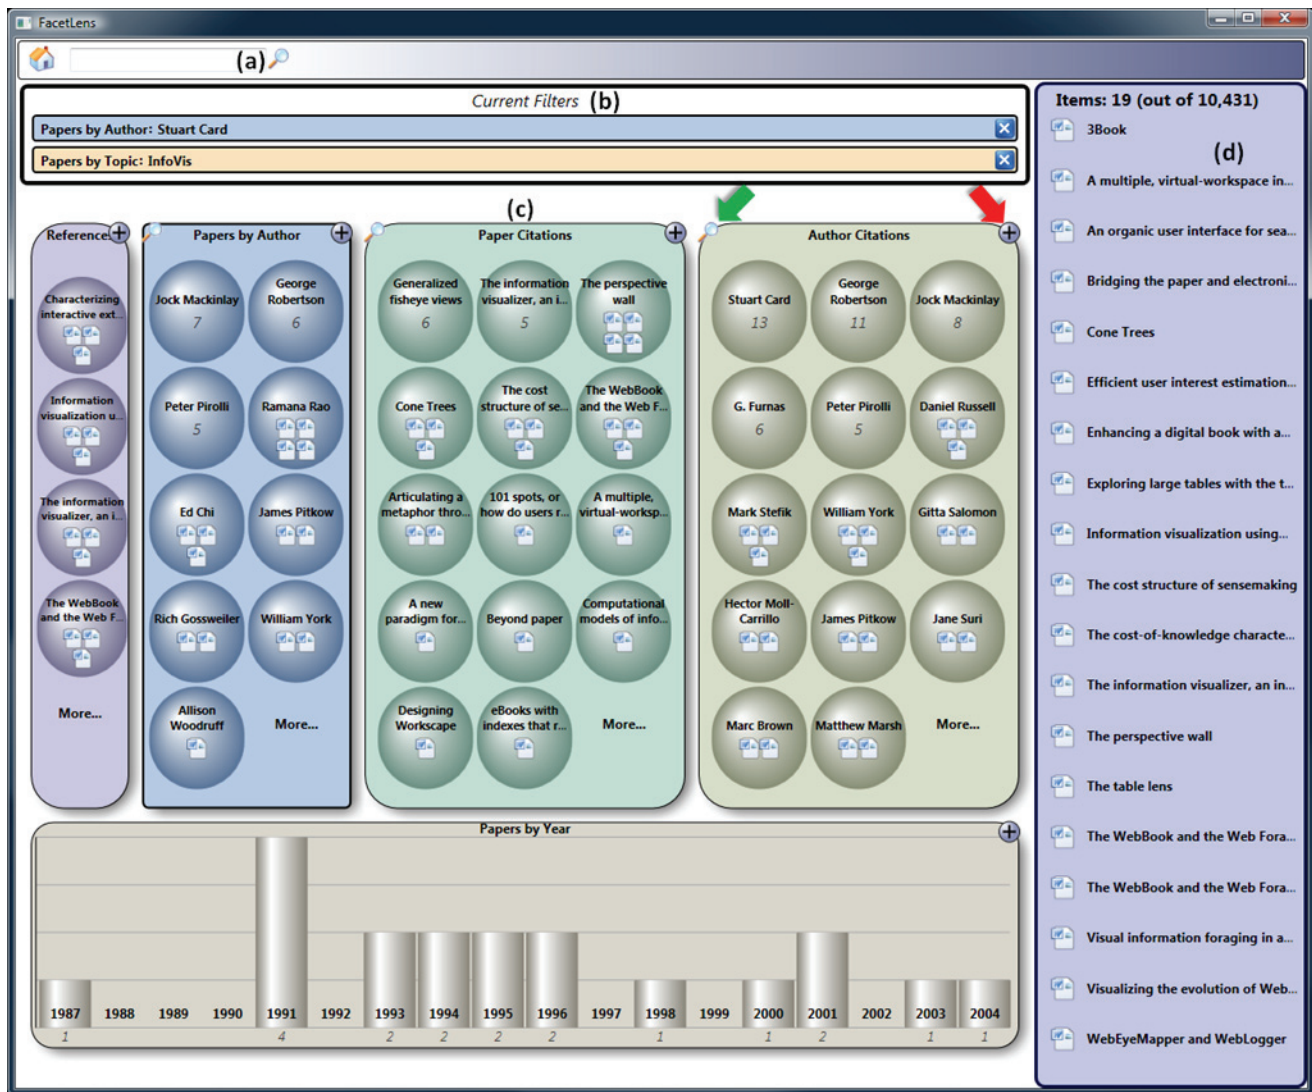 FacetLens
(a)
Current Filters (b)
Papers by Author: Stuart Card
Papers by Topic: InfoVis
(c)
References
Characterizing
interactive ext...
Information
visualization u...
The information
visualizer, an i...
The WebBook
and the Web F...
More...
Papers by Author
Jock Mackinlay
7
George
Robertson
6
Peter Pirolli
5
Ramana Rao
Ed Chi
James Pitkow
Rich Gossweiler
William York
Allison
Woodruff
More...
Paper Citations
Generalized
fisheye views
6
The information
visualizer, an i...
5
The perspective
wall
Cone Trees
The cost
structure of se...
The WebBook
and the Web F...
Articulating a
metaphor thro...
101 spots, or
how do users r...
A multiple,
virtual-worksp...
A new
paradigm for...
Beyond paper
Computational
models of info...
Designing
Workscape
eBooks with
indexes that r...
More...
Author Citations
Stuart Card
13
George
Robertson
11
Jock Mackinlay
8
G. Furnas
6
Peter Pirolli
5
Daniel Russell
Mark Stefik
William York
Gitta Salomon
Hector Moll-
Carrillo
James Pitkow
Jane Suri
Marc Brown
Matthew Marsh
More...
Papers by Year
1987 1988 1989 1990 1991 1992 1993 1994 1995 1996 1997 1998 1999 2000 2001 2002 2003 2004
1 4 2 2 2 2 1 1 2 1 1
Items: 19 (out of 10,431)
3Book
(d)
A multiple, virtual-workspace in...
An organic user interface for sea...
Bridging the paper and electroni...
Cone Trees
Efficient user interest estimation...
Enhancing a digital book with a...
Exploring large tables with the t...
Information visualization using...
The cost structure of sensemaking
The cost-of-knowledge characte...
The information visualizer, an in...
The perspective wall
The table lens
The WebBook and the Web Fora...
The WebBook and the Web Fora...
Visual information foraging in a...
Visualizing the evolution of Web...
WebEyeMapper and WebLogger